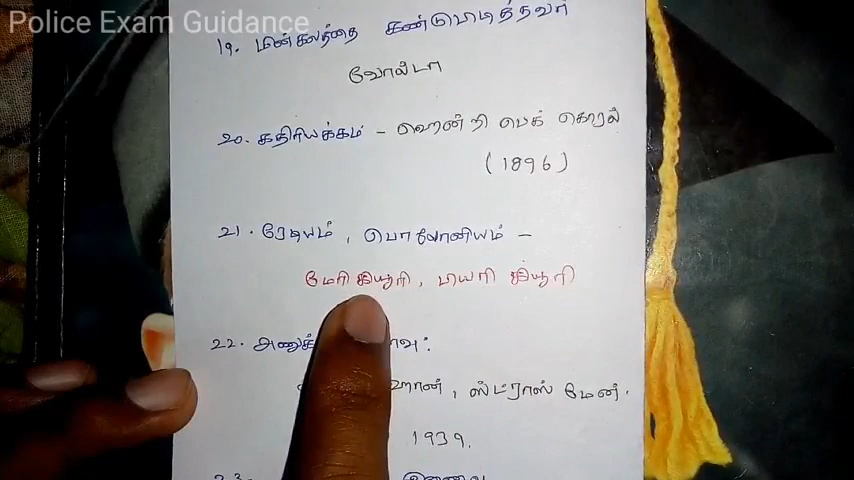 Police Exam Guidance
19. மின்கலத்தை கண்டுபிடித்தவர்
வோல்டா
20. கதிரியக்கம் - ஹென்றி பெக் கொரல்
(1896)
21. ரேடியம், பொலோனியம் -
மேரி கியூரி, பியரி கியூரி
22. அணுக்
ஹான், ஸ்ட்ராஸ் மேன்.
1939.